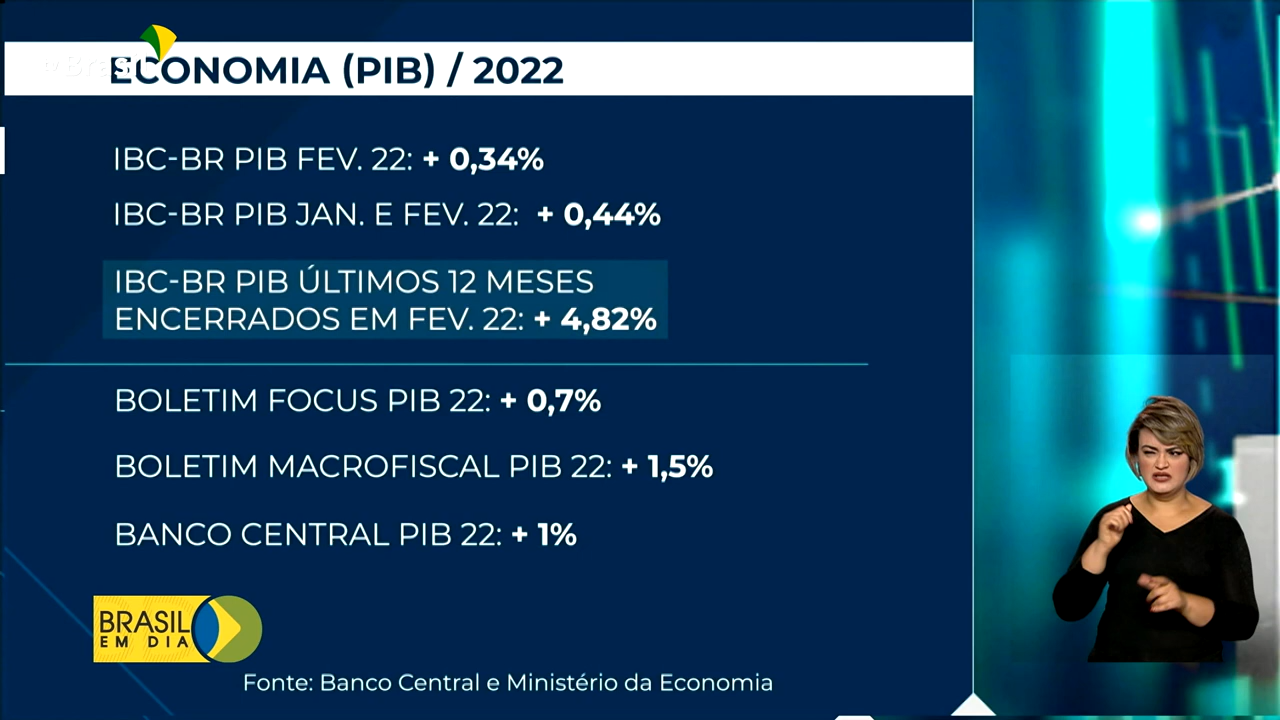 tv Brasil
ECONOMIA (PIB) / 2022
IBC-BR PIB FEV. 22: + 0,34%
IBC-BR PIB JAN. E FEV. 22: + 0,44%
IBC-BR PIB ÚLTIMOS 12 MESES
ENCERRADOS EM FEV. 22: + 4,82%
BOLETIM FOCUS PIB 22: + 0,7%
BOLETIM MACROFISCAL PIB 22: + 1,5%
BANCO CENTRAL PIB 22: + 1%
BRASIL
EM DIA
Fonte: Banco Central e Ministério da Economia